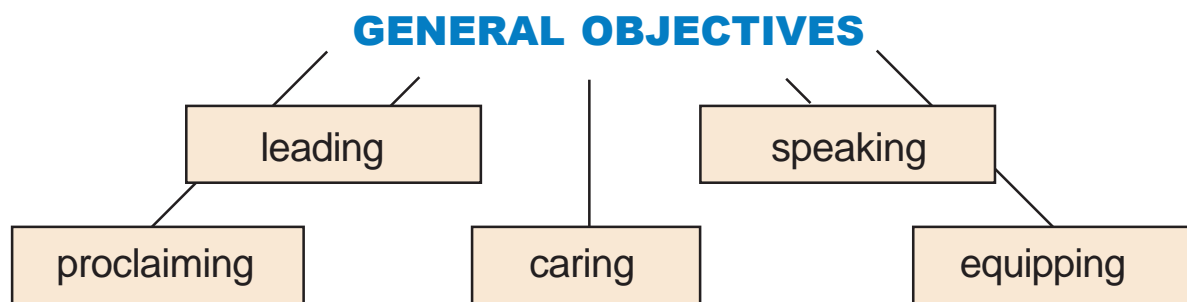 GENERAL OBJECTIVES
leading speaking
proclaiming caring equipping